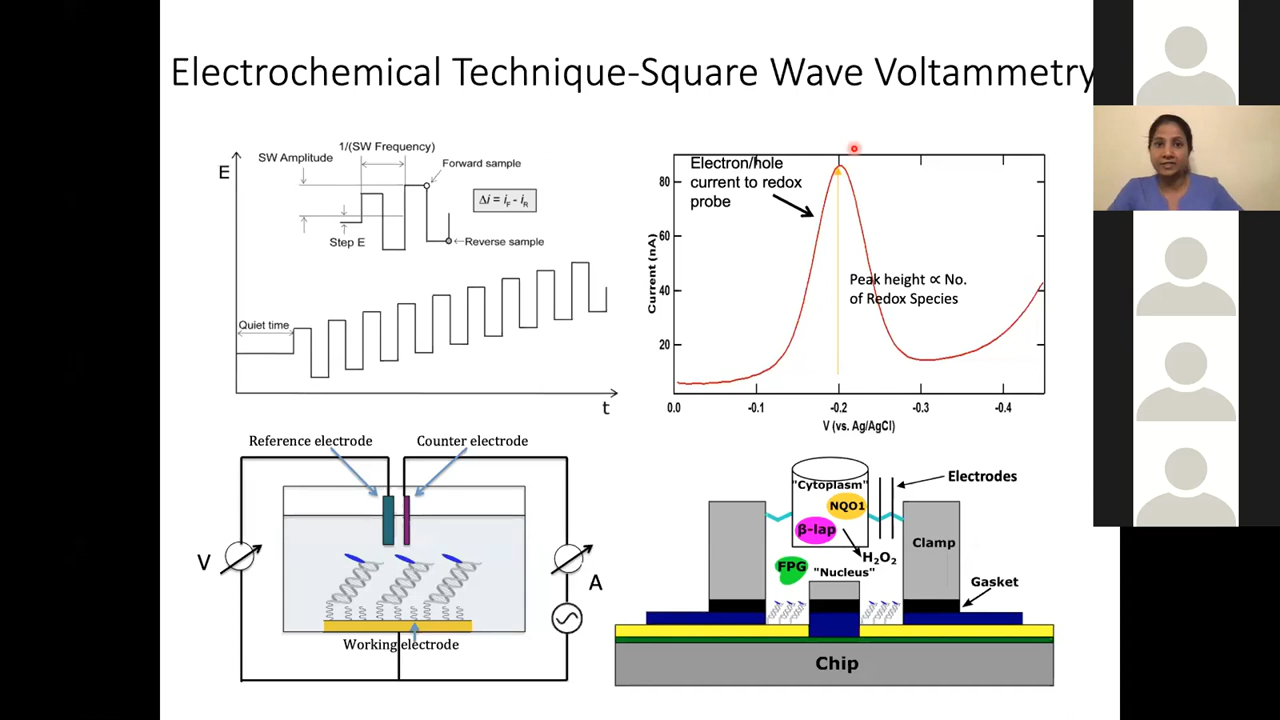 Electrochemical Technique-Square Wave Voltammetry
1/(SW Frequency)
SW Amplitude
Forward sample
E
Δi = iF - iR
Step E
Reverse sample
Quiet time
t
Electron/hole
current to redox
probe
80
60
40
20
Current (nA)
Peak height ∝ No.
of Redox Species
0.0 -0.1 -0.2 -0.3 -0.4
V (vs. Ag/AgCl)
Reference electrode
Counter electrode
V
A
Working electrode
"Cytoplasm"
NQO1
β-lap
H2O2
FPG
"Nucleus"
Electrodes
Clamp
Gasket
Chip